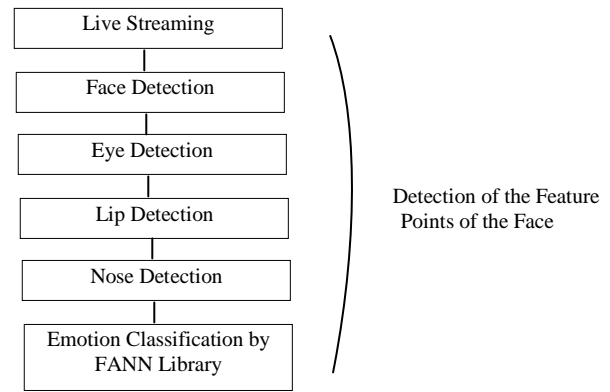 Live Streaming
Face Detection
Eye Detection
Lip Detection
Nose Detection
Emotion Classification by
FANN Library
Detection of the Feature
Points of the Face